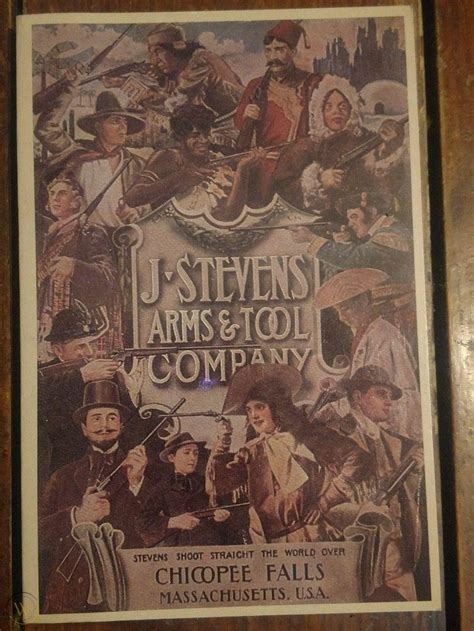 J. STEVENS
ARMS & TOOL
COMPANY
STEVENS SHOOT STRAIGHT THE WORLD OVER
CHICOPEE FALLS
MASSACHUSETTS, U.S.A.